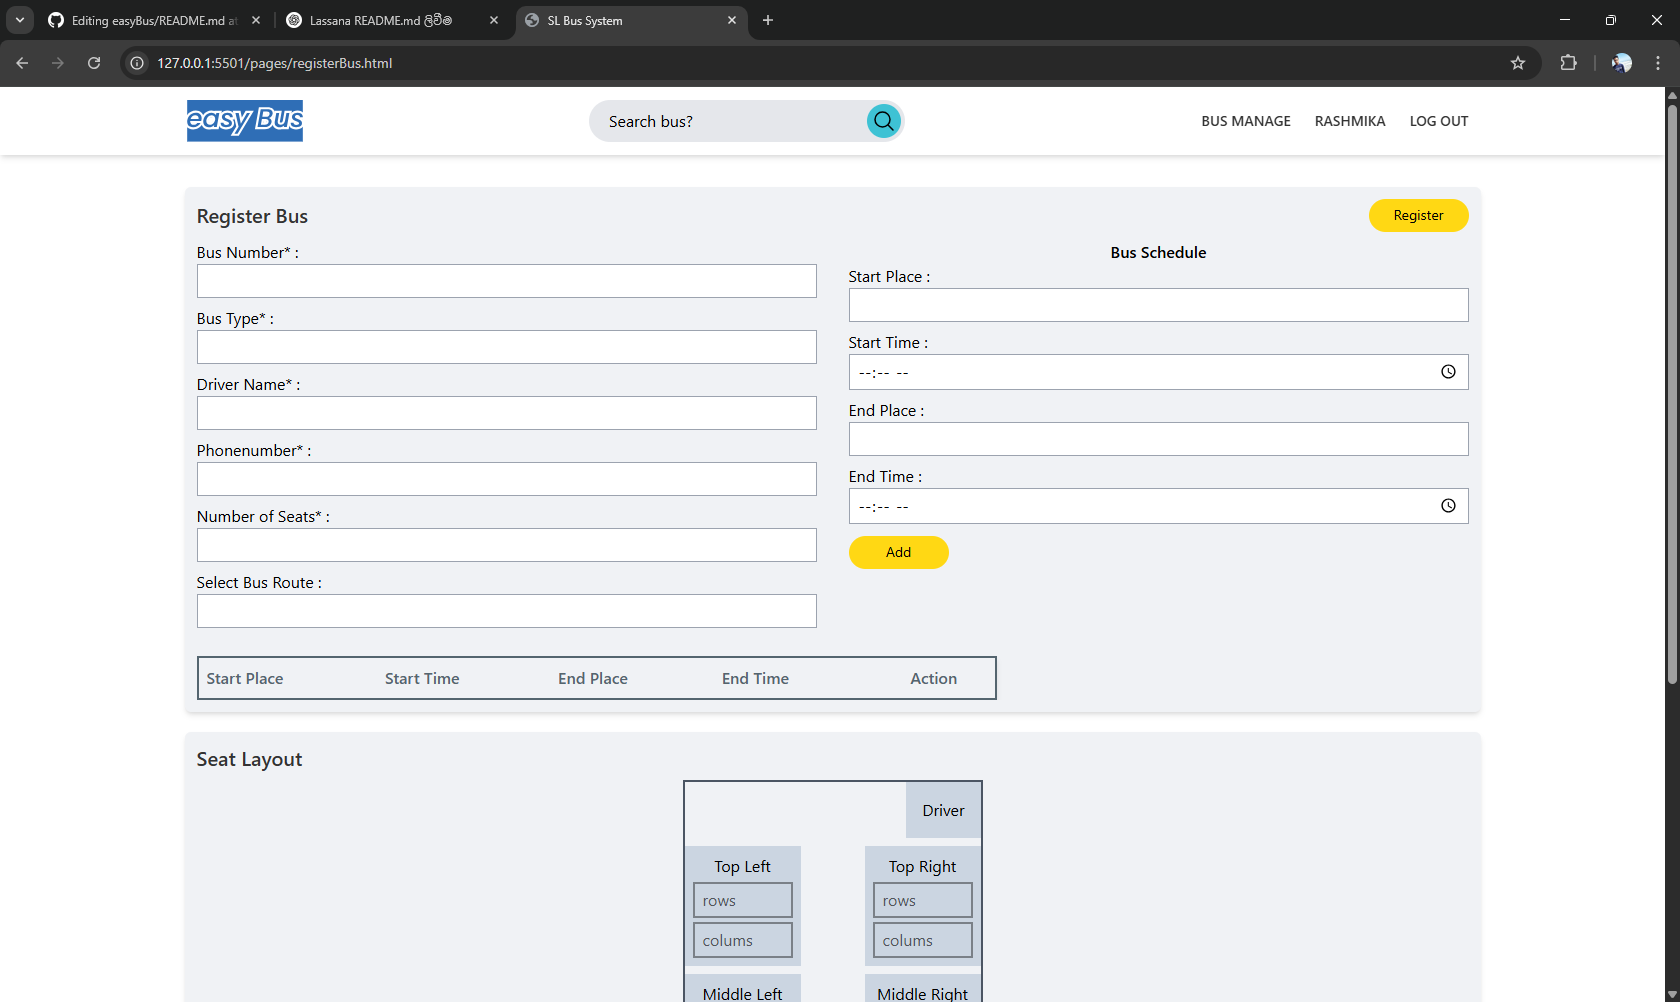 Editing easyBus/README.md at
Lassana README.md ලිවීම
SL Bus System
127.0.0.1:5501/pages/registerBus.html
easy Bus
Search bus?
BUS MANAGE
RASHMIKA
LOG OUT
Register Bus
Register
Bus Number* :
Bus Type* :
Driver Name* :
Phonenumber* :
Number of Seats* :
Select Bus Route :
Bus Schedule
Start Place :
Start Time :
--:-- --
End Place :
End Time :
--:-- --
Add
Start Place Start Time End Place End Time Action
Seat Layout
Driver
Top Left
rows
colums
Top Right
rows
colums
Middle Left
Middle Right